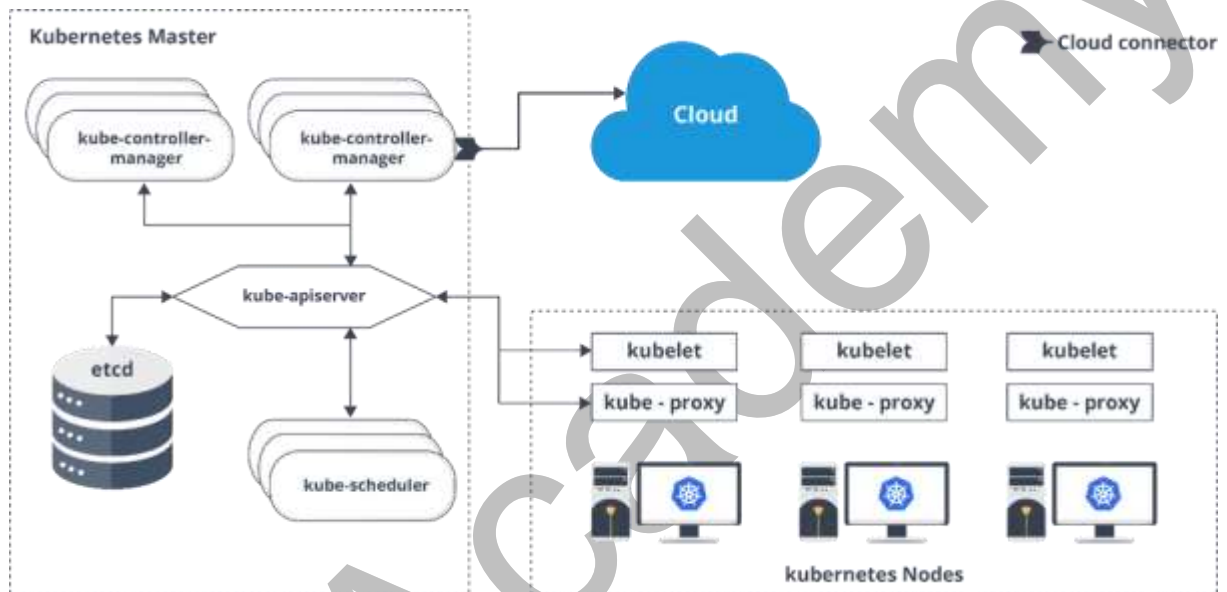 Kubernetes Master
Cloud connector
kube-controller-
manager
kube-controller-
manager
Cloud
kube-apiserver
etcd
kube-scheduler
kubelet
kubelet
kubelet
kube - proxy
kube - proxy
kube - proxy
kubernetes Nodes
Academy